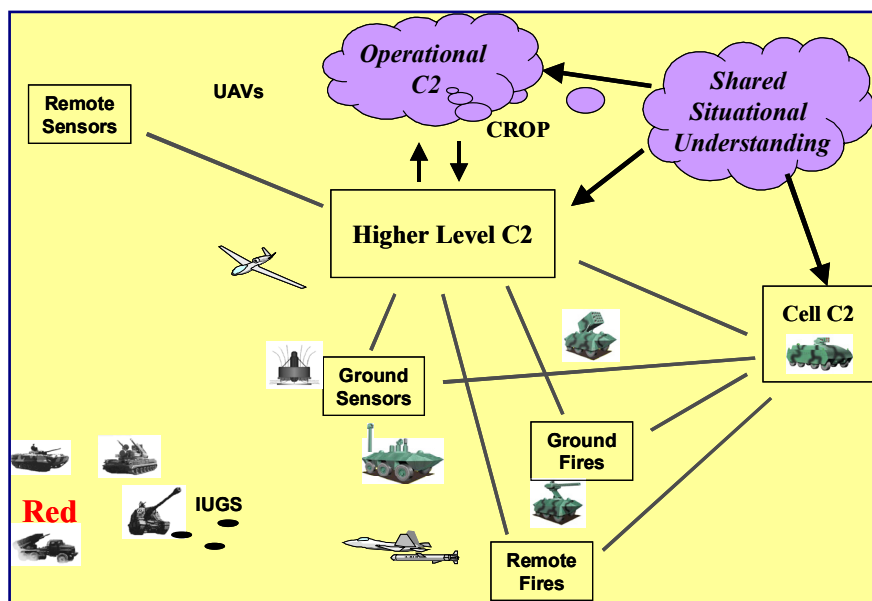 Operational
C2
Shared
Situational
Understanding
UAVs
Remote
Sensors
CROP
Higher Level C2
Cell C2
Ground
Sensors
Ground
Fires
Red
IUGS
Remote
Fires